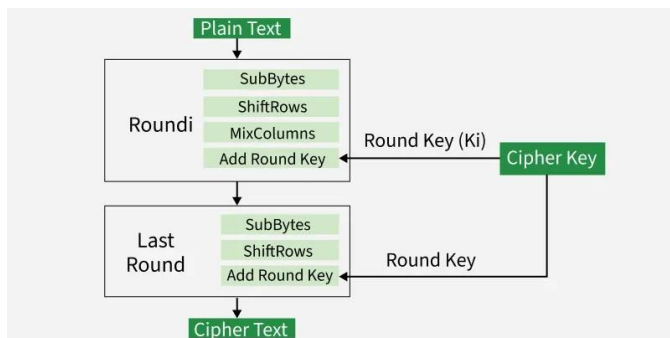 Plain Text
SubBytes
ShiftRows
Roundi
MixColumns
Add Round Key
Round Key (Ki)
Cipher Key
SubBytes
Last
Round
ShiftRows
Add Round Key
Round Key
Cipher Text